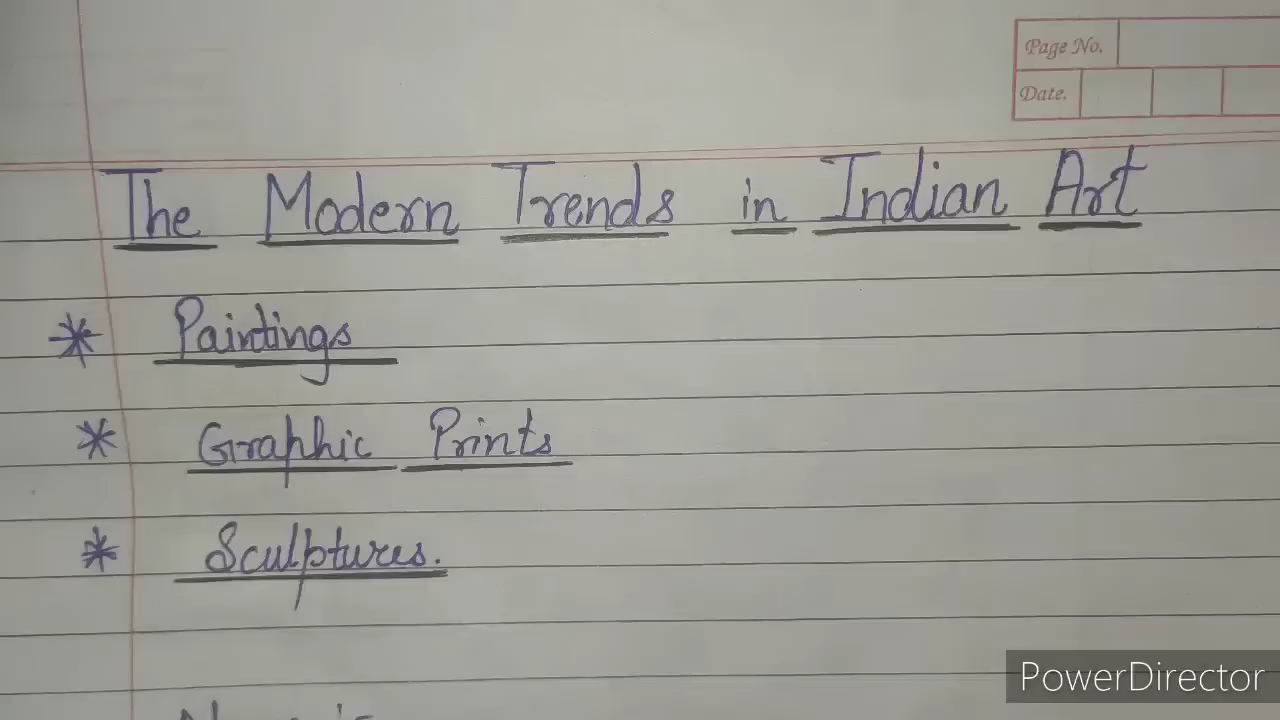 Page No.
Date.
The Modern Trends in Indian Art
* Paintings
* Graphic Prints
* Sculptures.
PowerDirector